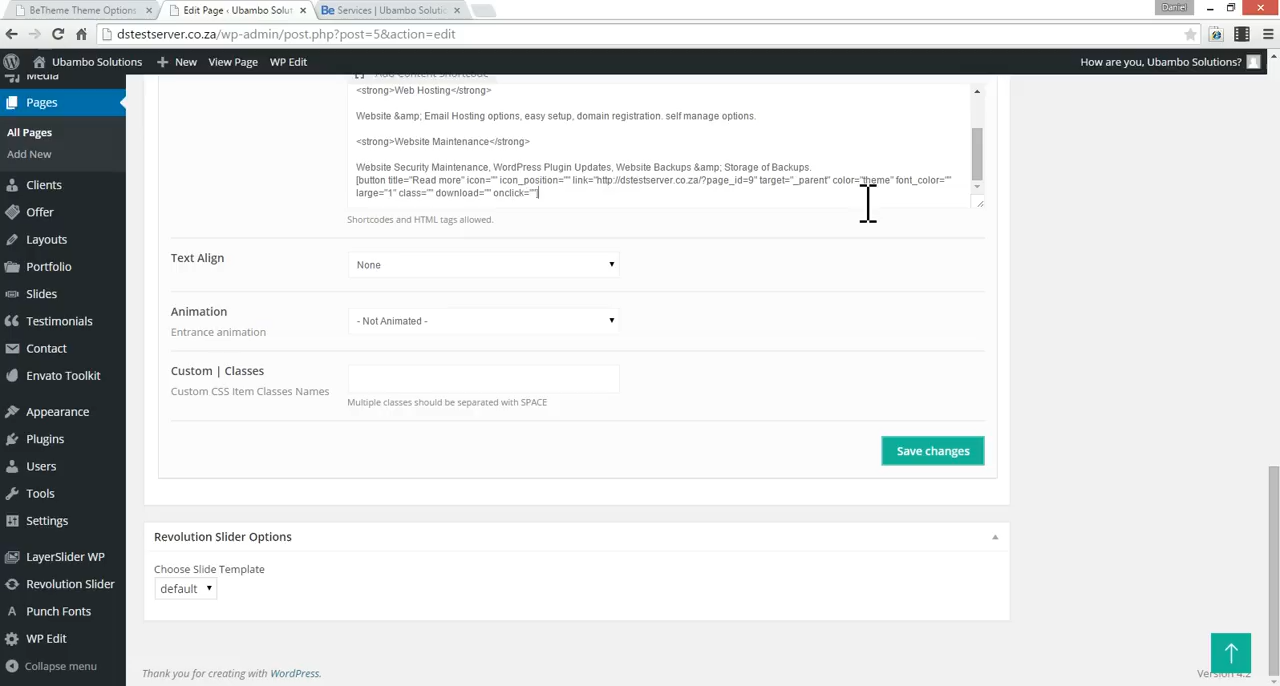 BeTheme Theme Options
Edit Page ‹ Ubambo Soluti
Be Services | Ubambo Soluti
Daniel
dstestserver.co.za/wp-admin/post.php?post=5&action=edit
Ubambo Solutions
New
View Page
WP Edit
How are you, Ubambo Solutions?
Media
Pages
All Pages
Add New
Clients
Offer
Layouts
Portfolio
Slides
Testimonials
Contact
Envato Toolkit
Appearance
Plugins
Users
Tools
Settings
LayerSlider WP
Revolution Slider
Punch Fonts
WP Edit
Collapse menu
Add Content Shortcode
<strong>Web Hosting</strong>
Website &amp; Email Hosting options, easy setup, domain registration. self manage options.
<strong>Website Maintenance</strong>
Website Security Maintenance, WordPress Plugin Updates, Website Backups &amp; Storage of Backups.
[button title="Read more" icon="" icon_position="" link="http://dstestserver.co.za/?page_id=9" target="_parent" color="theme" font_color=""
large="1" class="" download="" onclick=""]
Shortcodes and HTML tags allowed.
Text Align
None
Animation
Entrance animation
- Not Animated -
Custom | Classes
Custom CSS Item Classes Names
Multiple classes should be separated with SPACE
Save changes
Revolution Slider Options
Choose Slide Template
default
Thank you for creating with WordPress.
Version 4.2